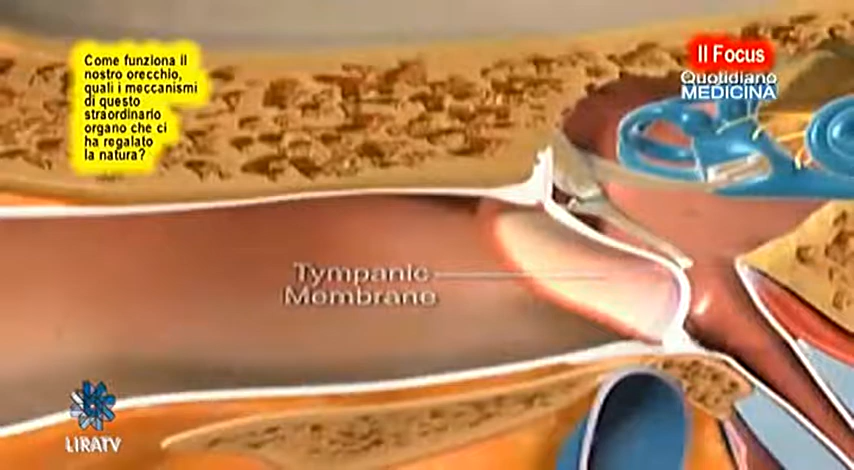 Come funziona il
nostro orecchio,
quali i meccanismi
di questo
straordinario
organo che ci
ha regalato
la natura?
Il Focus
Quotidiano
MEDICINA
Tympanic
Membrane
LIRATV